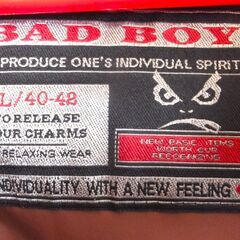 BAD BOY
PRODUCE ONE'S INDIVIDUAL SPIRIT
L/40-42
TO RELEASE
OUR CHARMS
RELAXING WEAR
NEW BASIC ITEMS
WORTH OUR
RECOGNIZING
INDIVIDUALITY WITH A NEW FEELING